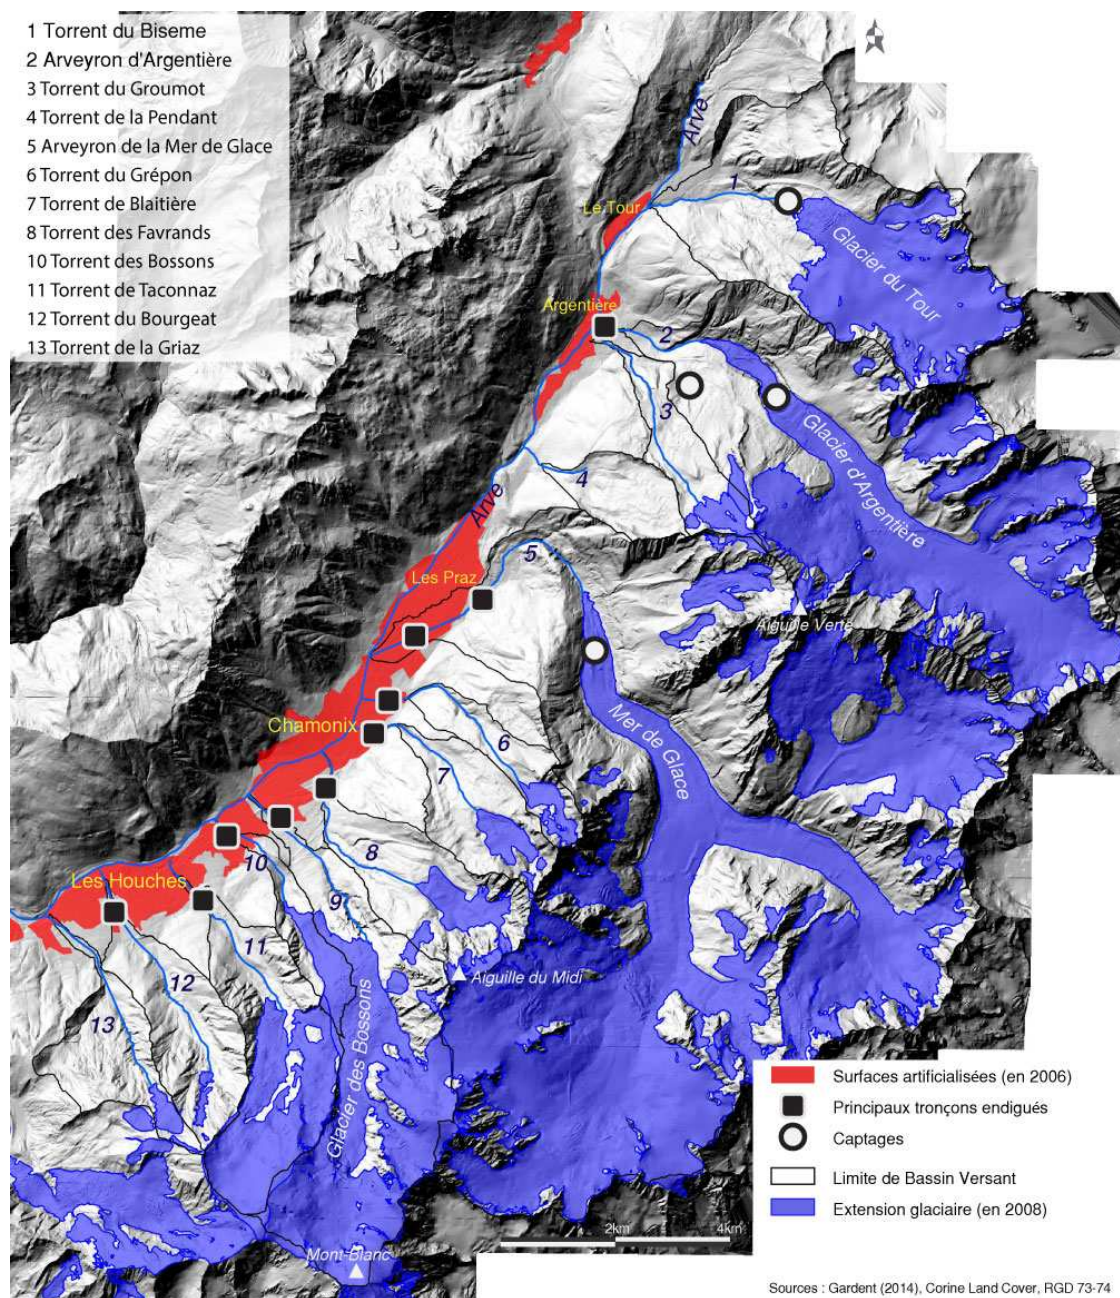 1 Torrent du Biseme
2 Arveyron d'Argentière
3 Torrent du Groumot
4 Torrent de la Pendant
5 Arveyron de la Mer de Glace
6 Torrent du Grépon
7 Torrent de Blaitière
8 Torrent des Favrands
10 Torrent des Bossons
11 Torrent de Taconnaz
12 Torrent du Bourgeat
13 Torrent de la Griaz
Arve
1
Le Tour
Glacier du Tour
Argentière
2
3
Glacier d'Argentière
4
Arve
5
Les Praz
Aiguille Verte
Chamonix
6
7
Mer de Glace
8
10
Les Houches
9
11
12
Aiguille du Midi
13
Glacier des Bossons
Mont-Blanc
2km
4km
Surfaces artificialisées (en 2006)
Principaux tronçons endigués
Captages
Limite de Bassin Versant
Extension glaciaire (en 2008)
Sources : Gardent (2014), Corine Land Cover, RGD 73-74